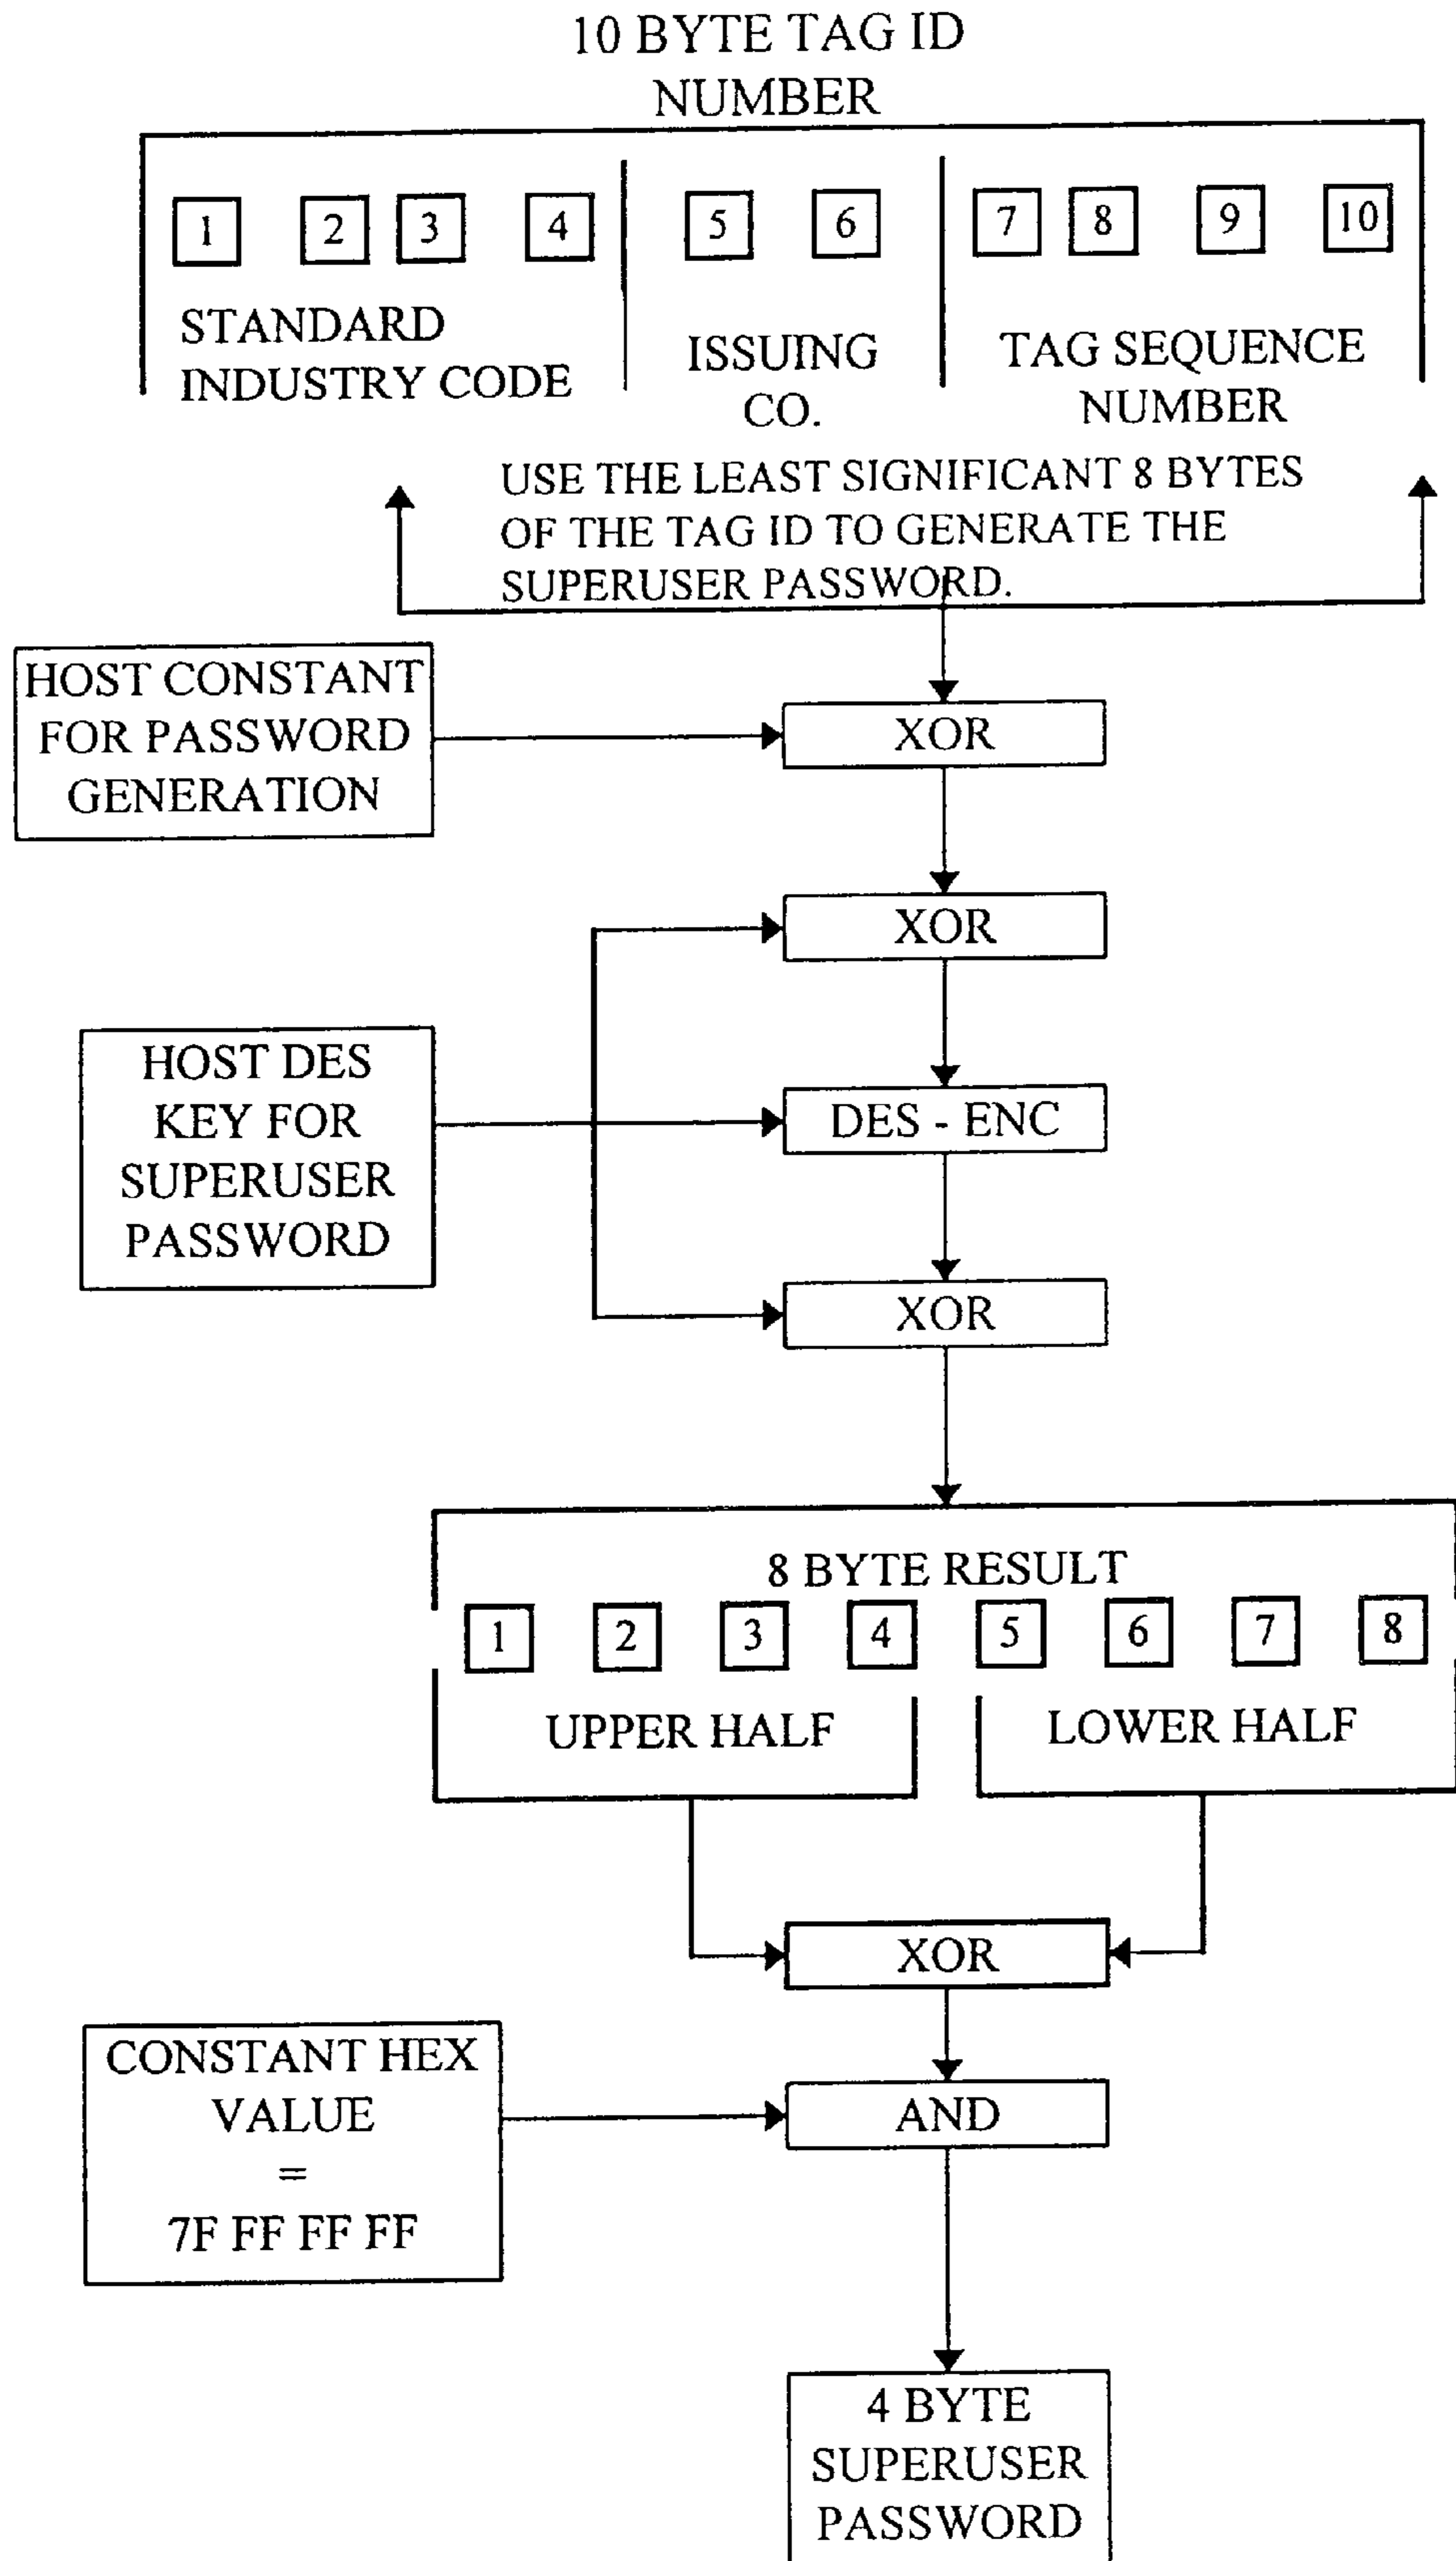 10 BYTE TAG ID
NUMBER
1 2 3 4 5 6 7 8 9 10
STANDARD
INDUSTRY CODE
ISSUING
CO.
TAG SEQUENCE
NUMBER
USE THE LEAST SIGNIFICANT 8 BYTES
OF THE TAG ID TO GENERATE THE
SUPERUSER PASSWORD.
HOST CONSTANT
FOR PASSWORD
GENERATION
XOR
XOR
HOST DES
KEY FOR
SUPERUSER
PASSWORD
DES - ENC
XOR
8 BYTE RESULT
1 2 3 4 5 6 7 8
UPPER HALF
LOWER HALF
XOR
CONSTANT HEX
VALUE
=
7F FF FF FF
AND
4 BYTE
SUPERUSER
PASSWORD